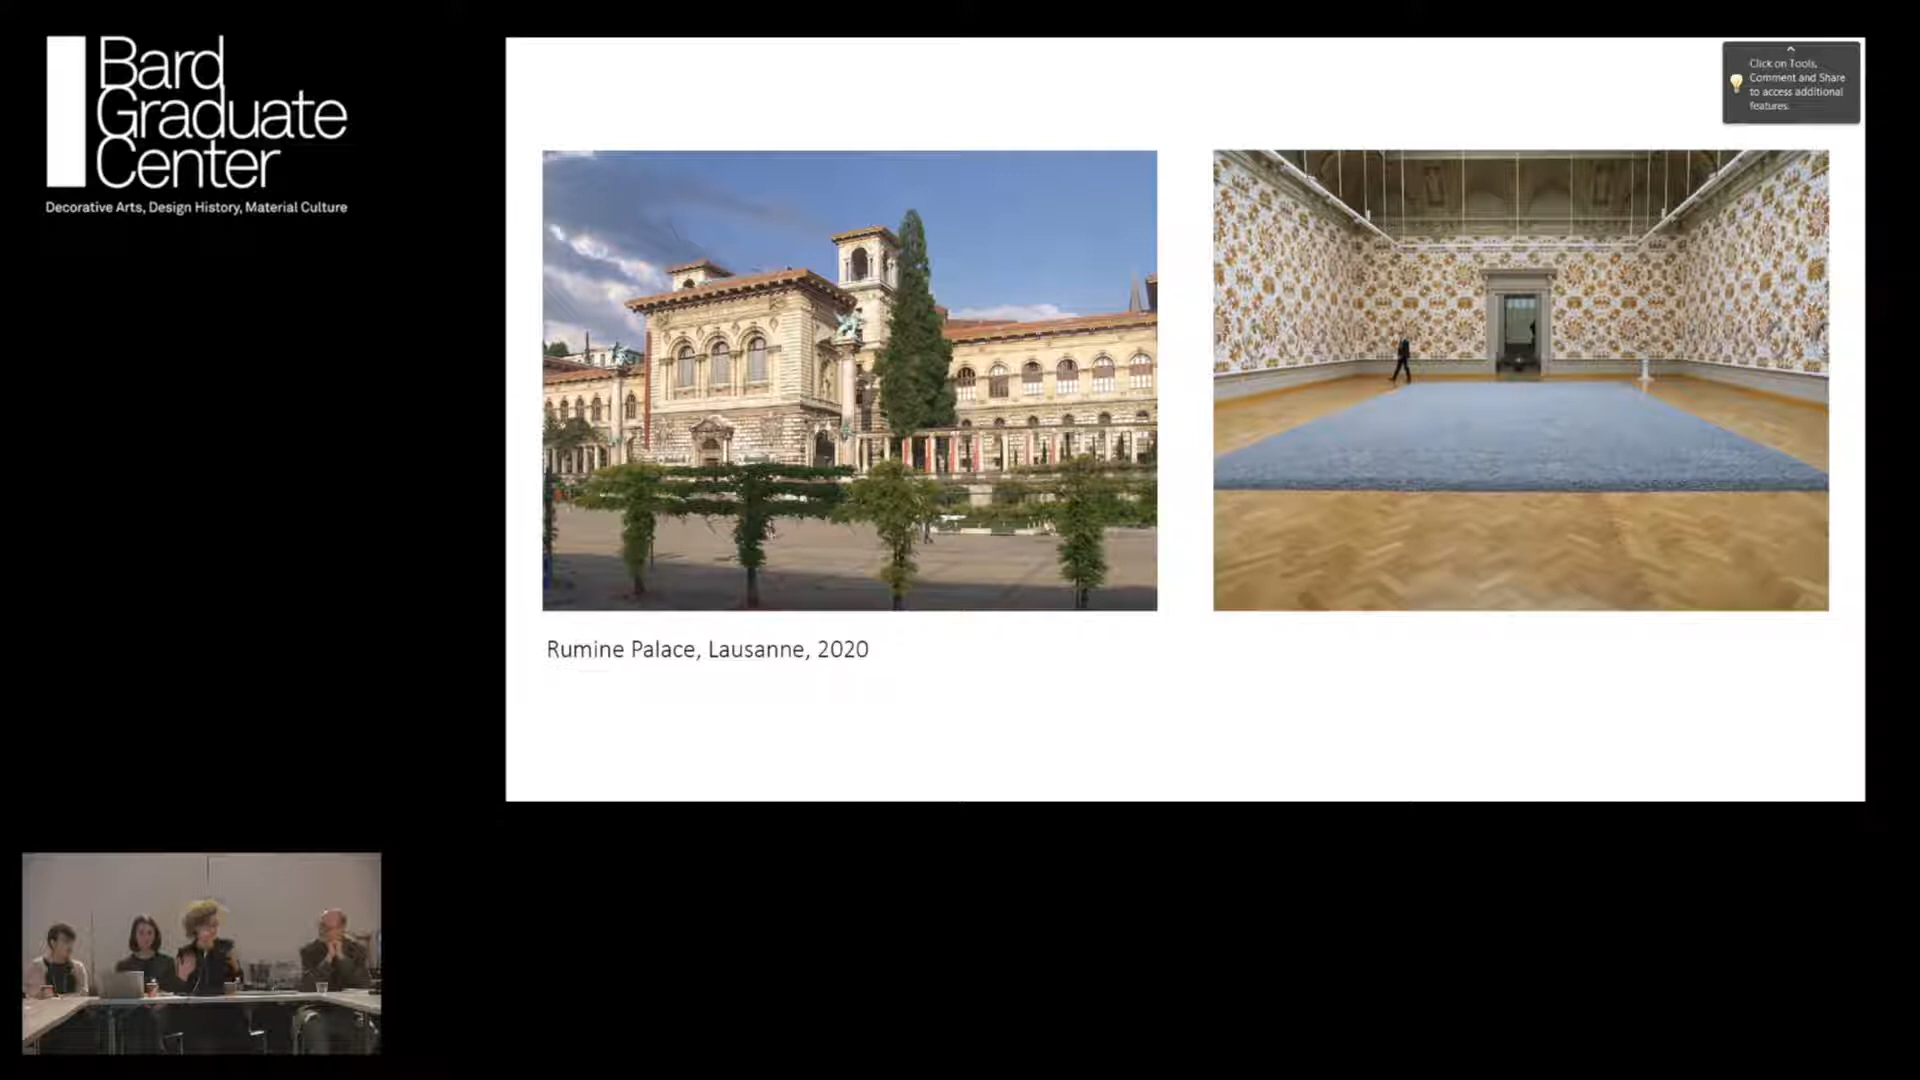 Bard
Graduate
Center
Decorative Arts, Design History, Material Culture
Click on Tools,
Comment and Share
to access additional
features.
Rumine Palace, Lausanne, 2020